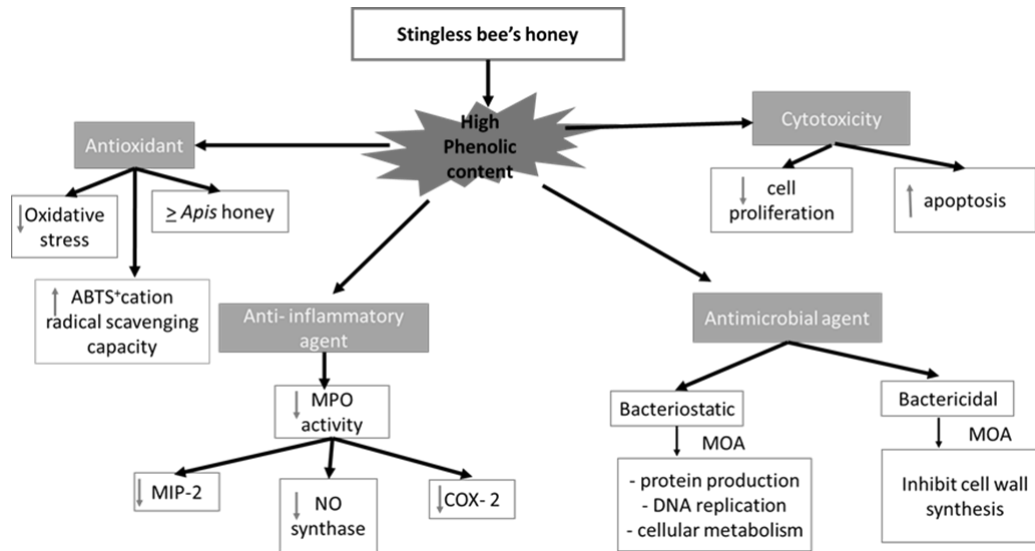 Stingless bee's honey
High
Phenolic
content
Antioxidant
↓Oxidative
stress
≥ Apis honey
↑ ABTS⁺cation
radical scavenging
capacity
Anti- inflammatory
agent
↓ MPO
activity
↓ MIP-2
↓ NO
synthase
↓COX- 2
Cytotoxicity
↓ cell
proliferation
↑ apoptosis
Antimicrobial agent
Bacteriostatic
MOA
- protein production
- DNA replication
- cellular metabolism
Bactericidal
MOA
Inhibit cell wall
synthesis